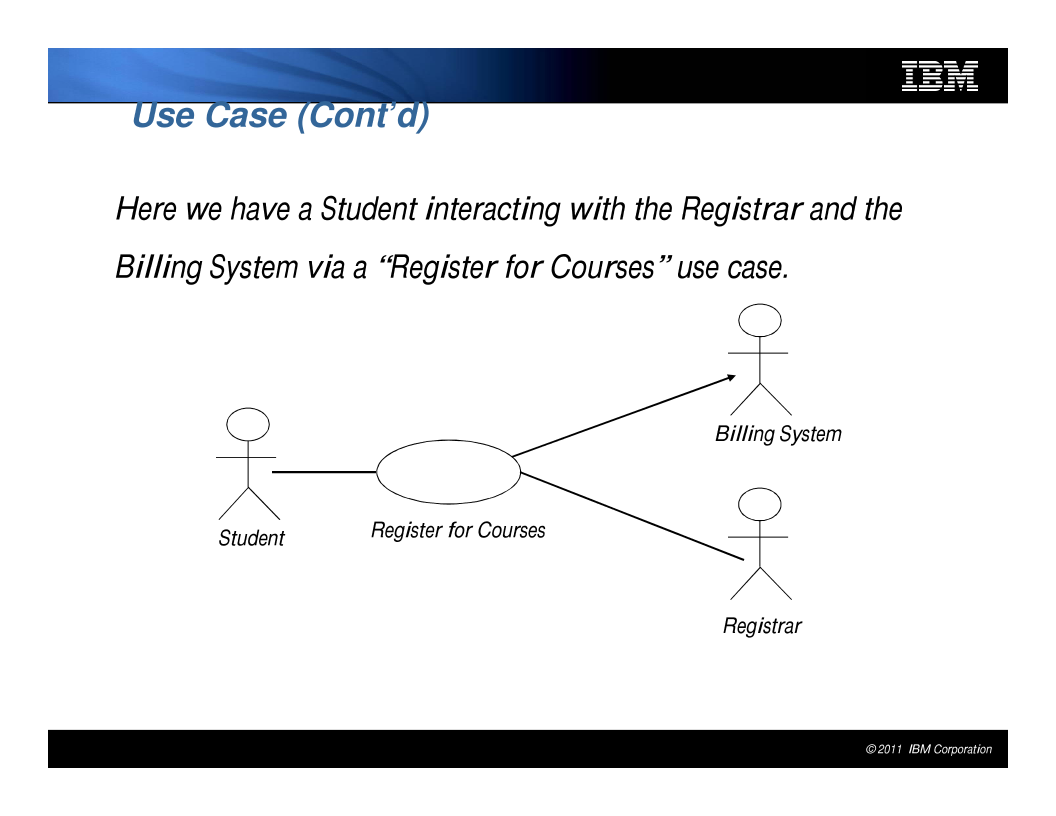 IBM
Use Case (Cont’d)
Here we have a Student interacting with the Registrar and the
Billing System via a “Register for Courses” use case.
Billing System
Student
Register for Courses
Registrar
© 2011 IBM Corporation